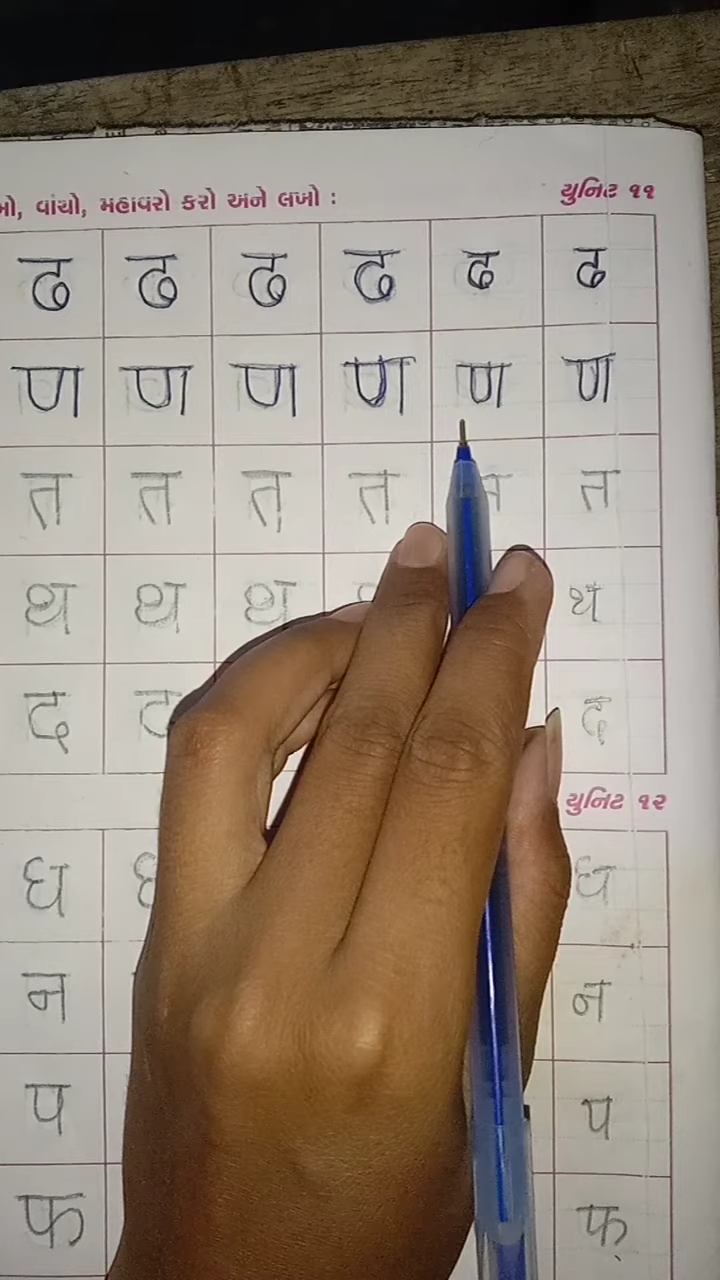 વાંચો, મહાવરો કરો અને લખો :
યુનિટ ૧૧
ढ ढ ढ ढ ढ ढ
ण ण ण ण ण ण
त त त त त
थ थ थ थ
द द द
યુનિટ ૧૨
ध ध
न न
प प
फ फ़